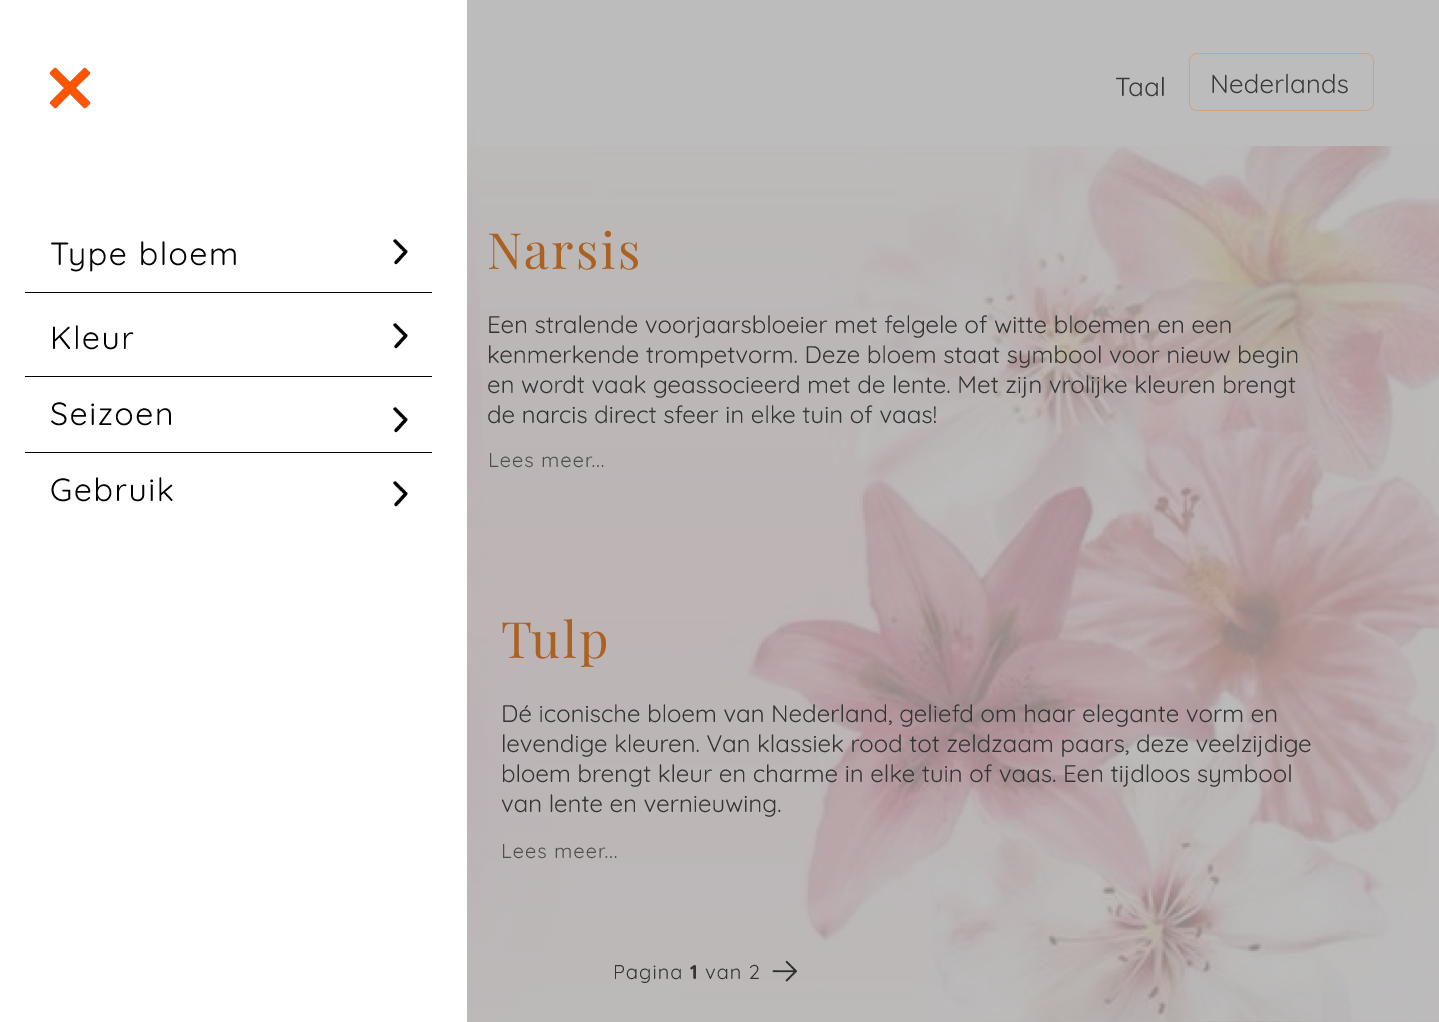 Taal
Nederlands
Type bloem
Kleur
Seizoen
Gebruik
Narsis
Een stralende voorjaarsbloeier met felgele of witte bloemen en een
kenmerkende trompetvorm. Deze bloem staat symbool voor nieuw begin
en wordt vaak geassocieerd met de lente. Met zijn vrolijke kleuren brengt
de narcis direct sfeer in elke tuin of vaas!
Lees meer...
Tulp
Dé iconische bloem van Nederland, geliefd om haar elegante vorm en
levendige kleuren. Van klassiek rood tot zeldzaam paars, deze veelzijdige
bloem brengt kleur en charme in elke tuin of vaas. Een tijdloos symbool
van lente en vernieuwing.
Lees meer...
Pagina 1 van 2